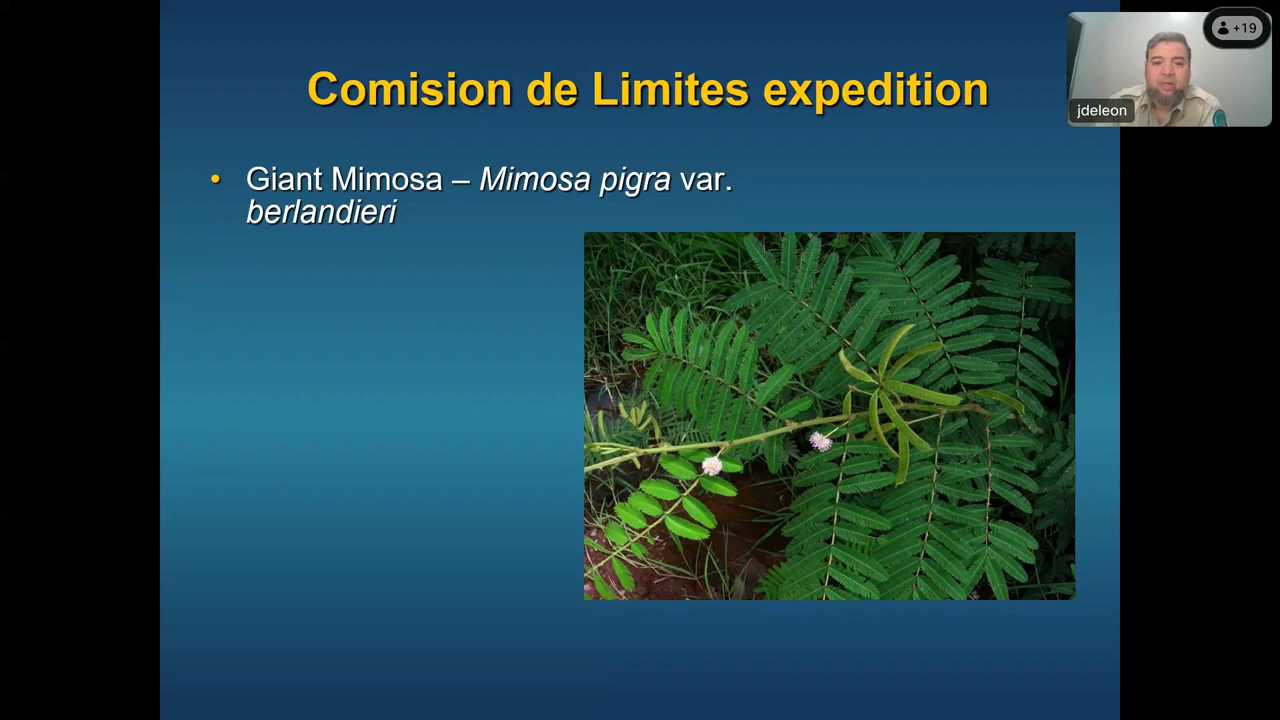 Comision de Limites expedition
+19
jdeleon
• Giant Mimosa – Mimosa pigra var.
berlandieri